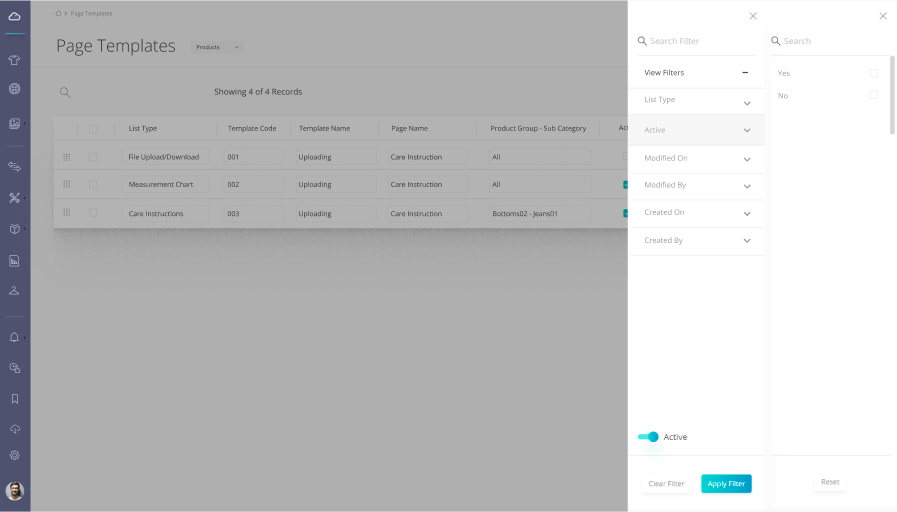 Page Templates
Page Templates
Products
Showing 4 of 4 Records
List Type Template Code Template Name Page Name Product Group - Sub Category
File Upload/Download 001 Uploading Care Instruction All
Measurement Chart 002 Uploading Care Instruction All
Care Instructions 003 Uploading Care Instruction Bottoms02 - Jeans01
Search Filter
View Filters
List Type
Active
Modified On
Modified By
Created On
Created By
Active
Clear Filter Apply Filter
Search
Yes
No
Reset